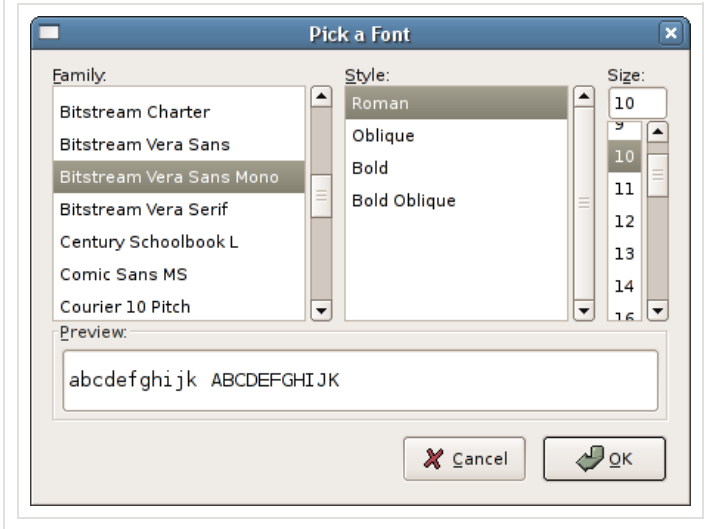 Pick a Font
Family:
Style:
Size:
Bitstream Charter
Bitstream Vera Sans
Bitstream Vera Sans Mono
Bitstream Vera Serif
Century Schoolbook L
Comic Sans MS
Courier 10 Pitch
Roman
Oblique
Bold
Bold Oblique
10
9
10
11
12
13
14
16
Preview:
abcdefghijk ABCDEFGHIJK
Cancel
OK